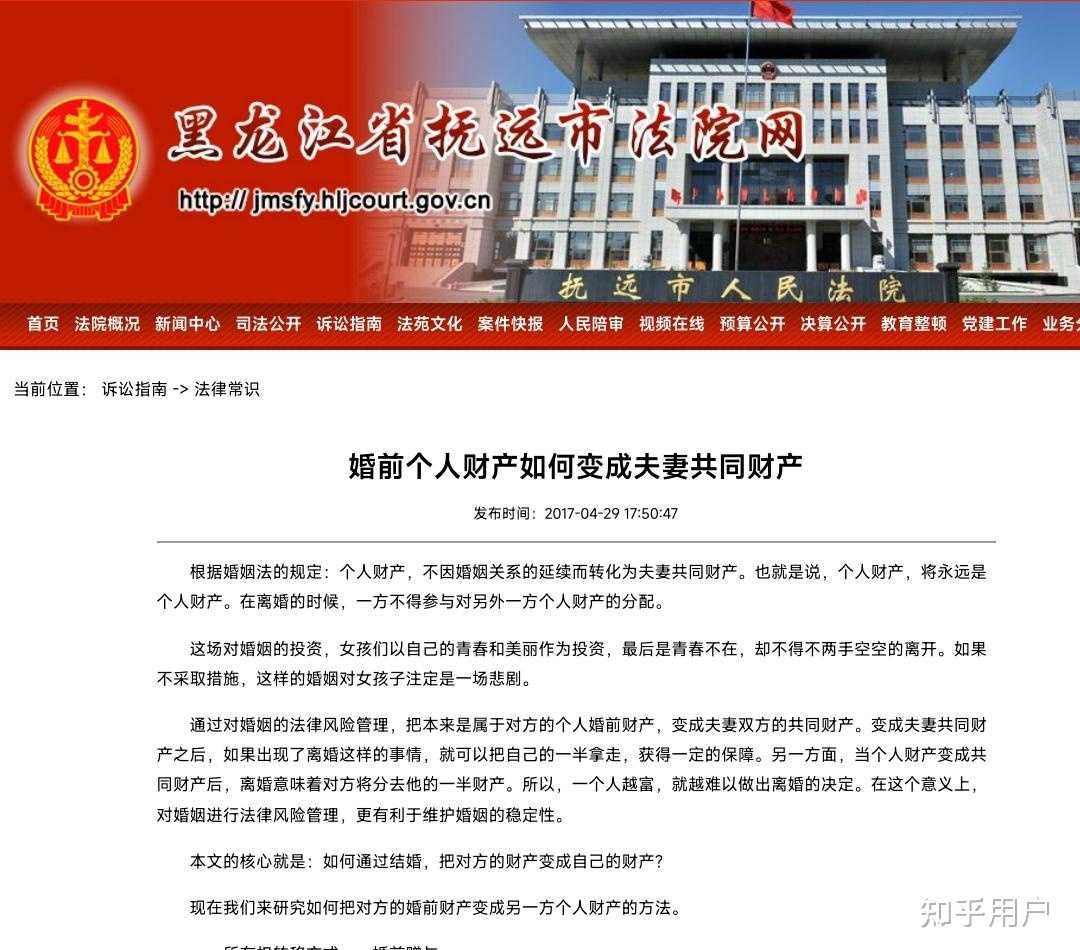 黑龙江省抚远市法院网
http://jmsfy.hljcourt.gov.cn
抚远市人民法院
首页 法院概况 新闻中心 司法公开 诉讼指南 法苑文化 案件快报 人民陪审 视频在线 预算公开 决算公开 教育整顿 党建工作 业务
当前位置： 诉讼指南 -> 法律常识
婚前个人财产如何变成夫妻共同财产
发布时间：2017-04-29 17:50:47
根据婚姻法的规定：个人财产，不因婚姻关系的延续而转化为夫妻共同财产。也就是说，个人财产，将永远是
个人财产。在离婚的时候，一方不得参与对另外一方个人财产的分配。
这场对婚姻的投资，女孩们以自己的青春和美丽作为投资，最后是青春不在，却不得不两手空空的离开。如果
不采取措施，这样的婚姻对女孩子注定是一场悲剧。
通过对婚姻的法律风险管理，把本来是属于对方的个人婚前财产，变成夫妻双方的共同财产。变成夫妻共同财
产之后，如果出现了离婚这样的事情，就可以把自己的一半拿走，获得一定的保障。另一方面，当个人财产变成共
同财产后，离婚意味着对方将分去他的一半财产。所以，一个人越富，就越难以做出离婚的决定。在这个意义上，
对婚姻进行法律风险管理，更有利于维护婚姻的稳定性。
本文的核心就是：如何通过结婚，把对方的财产变成自己的财产？
现在我们来研究如何把对方的婚前财产变成另一方个人财产的方法。
知乎用户